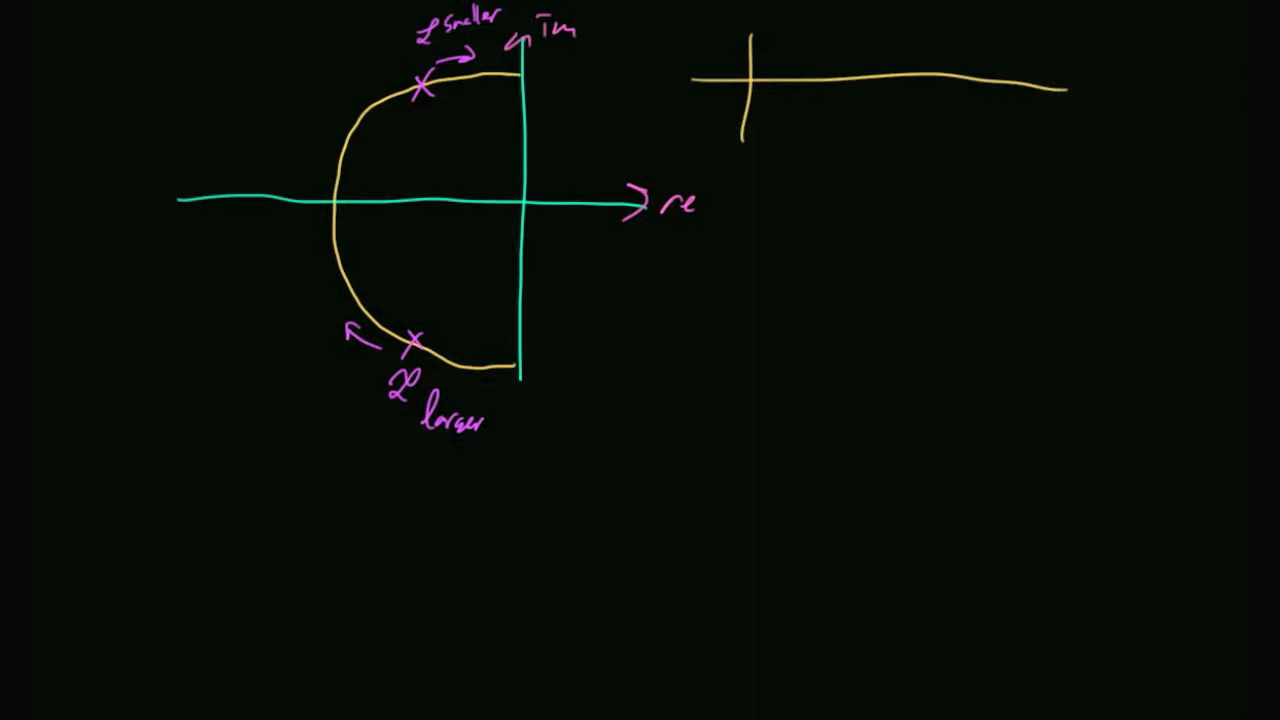 ζ smaller
Im
re
ζ
larger